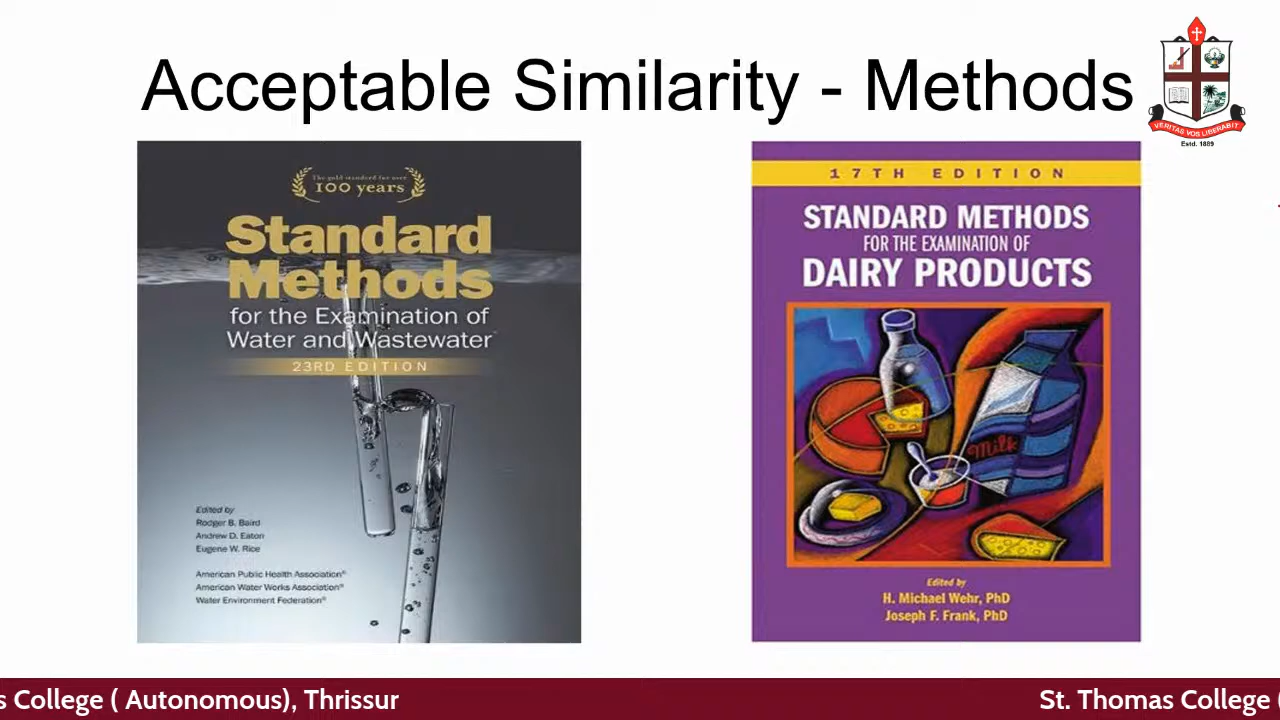 Acceptable Similarity - Methods
VERITAS VOS LIBERABIT
Estd. 1889
The gold standard for over
100 years
Standard
Methods
for the Examination of
Water and Wastewater
23RD EDITION
Edited by
Rodger B. Baird
Andrew D. Eaton
Eugene W. Rice
American Public Health Association®
American Water Works Association®
Water Environment Federation®
17TH EDITION
STANDARD METHODS
FOR THE EXAMINATION OF
DAIRY PRODUCTS
Milk
Edited by
H. Michael Wehr, PhD
Joseph F. Frank, PhD
s College ( Autonomous), Thrissur
St. Thomas College (